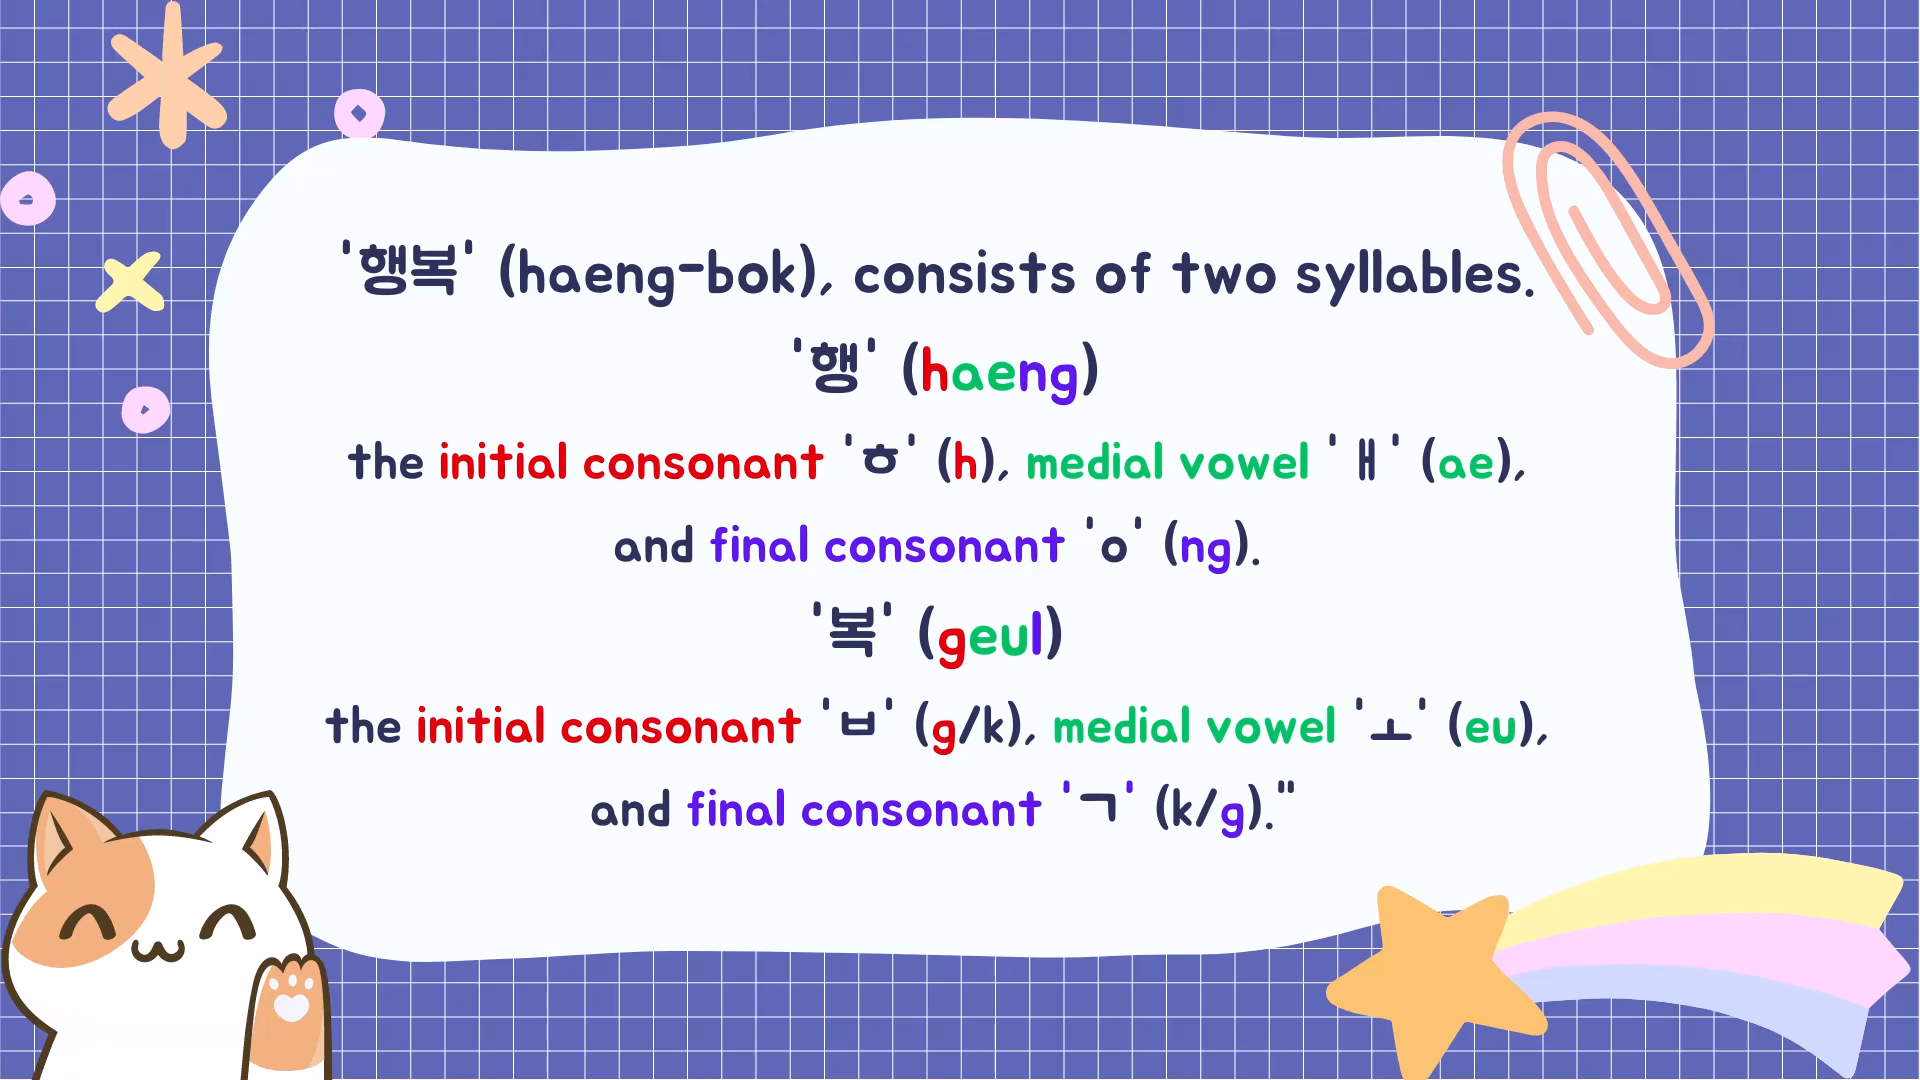 '행복' (haeng-bok), consists of two syllables.
'행' (haeng)
the initial consonant 'ㅎ' (h), medial vowel 'ㅐ' (ae),
and final consonant 'ㅇ' (ng).
'복' (geul)
the initial consonant 'ㅂ' (g/k), medial vowel 'ㅗ' (eu),
and final consonant 'ㄱ' (k/g)."